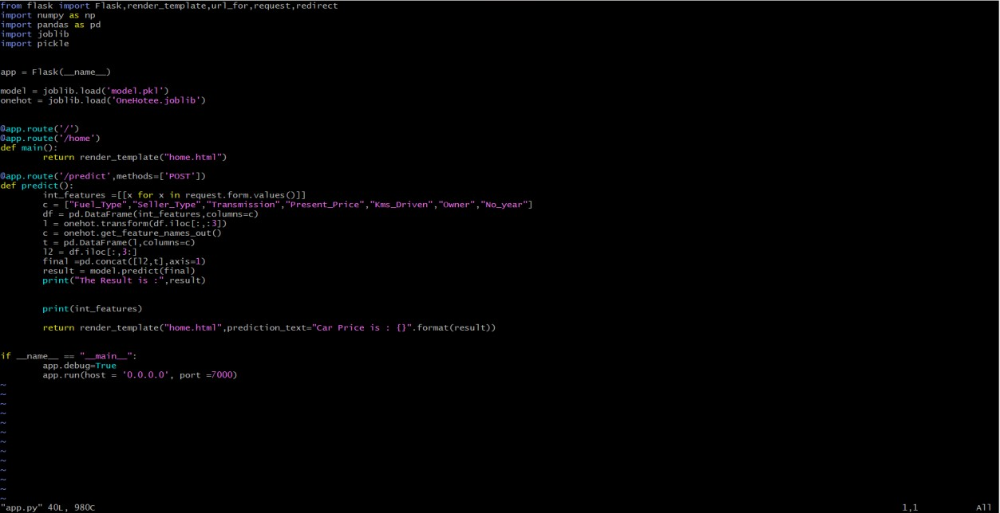 from flask import Flask,render_template,url_for,request,redirect
import numpy as np
import pandas as pd
import joblib
import pickle
app = Flask(__name__)
model = joblib.load('model.pkl')
onehot = joblib.load('OneHotee.joblib')
@app.route('/')
@app.route('/home')
def main():
        return render_template("home.html")
@app.route('/predict',methods=['POST'])
def predict():
        int_features =[[x for x in request.form.values()]]
        c = ["Fuel_Type","Seller_Type","Transmission","Present_Price","Kms_Driven","Owner","No_year"]
        df = pd.DataFrame(int_features,columns=c)
        l = onehot.transform(df.iloc[:,:3])
        c = onehot.get_feature_names_out()
        t = pd.DataFrame(l,columns=c)
        l2 = df.iloc[:,3:]
        final =pd.concat([l2,t],axis=1)
        result = model.predict(final)
        print("The Result is :",result)
        print(int_features)
        return render_template("home.html",prediction_text="Car Price is : {}".format(result))
if __name__ == "__main__":
        app.debug=True
        app.run(host = '0.0.0.0', port =7000)
~
~
~
~
~
~
~
~
~
~
~
~
~
"app.py" 40L, 980C 1,1 All